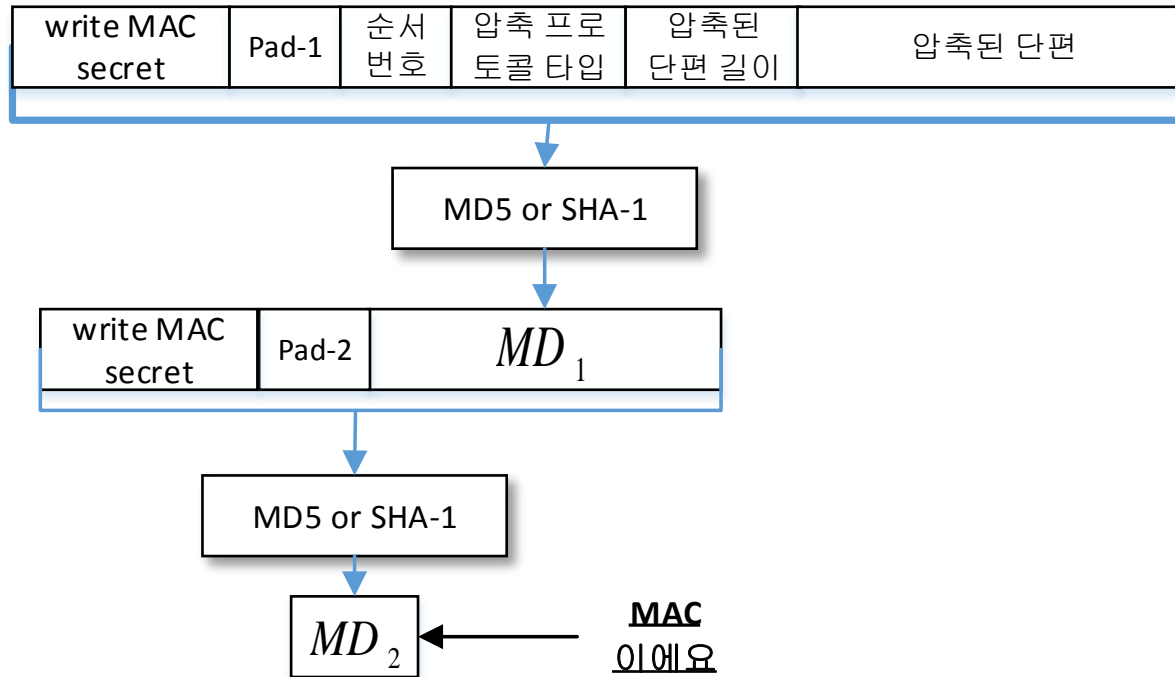 write MAC
secret
Pad-1
순서
번호
압축 프로
토콜 타입
압축된
단편 길이
압축된 단편
MD5 or SHA-1
write MAC
secret
Pad-2
MD 1
MD5 or SHA-1
MD 2
MAC
이에요